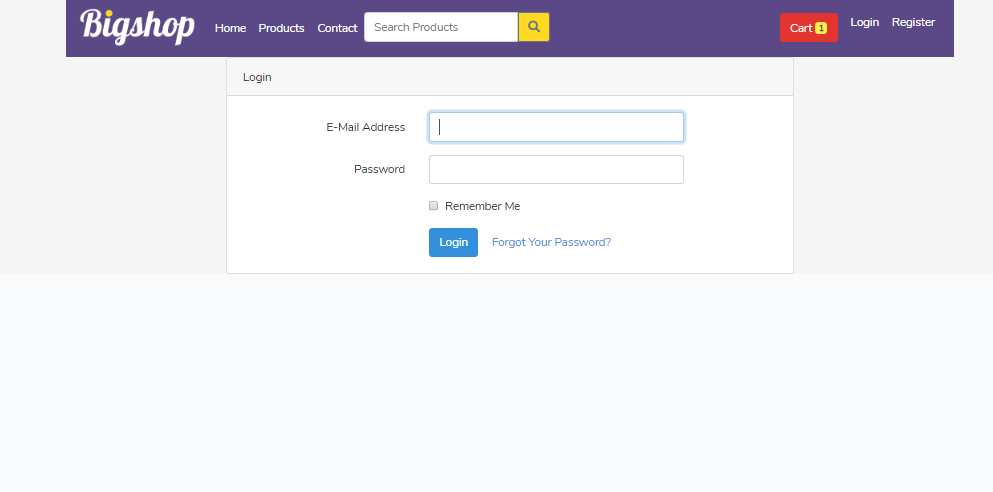 Bigshop Home Products Contact Search Products Cart 1 Login Register
Login
E-Mail Address
Password
Remember Me
Login Forgot Your Password?